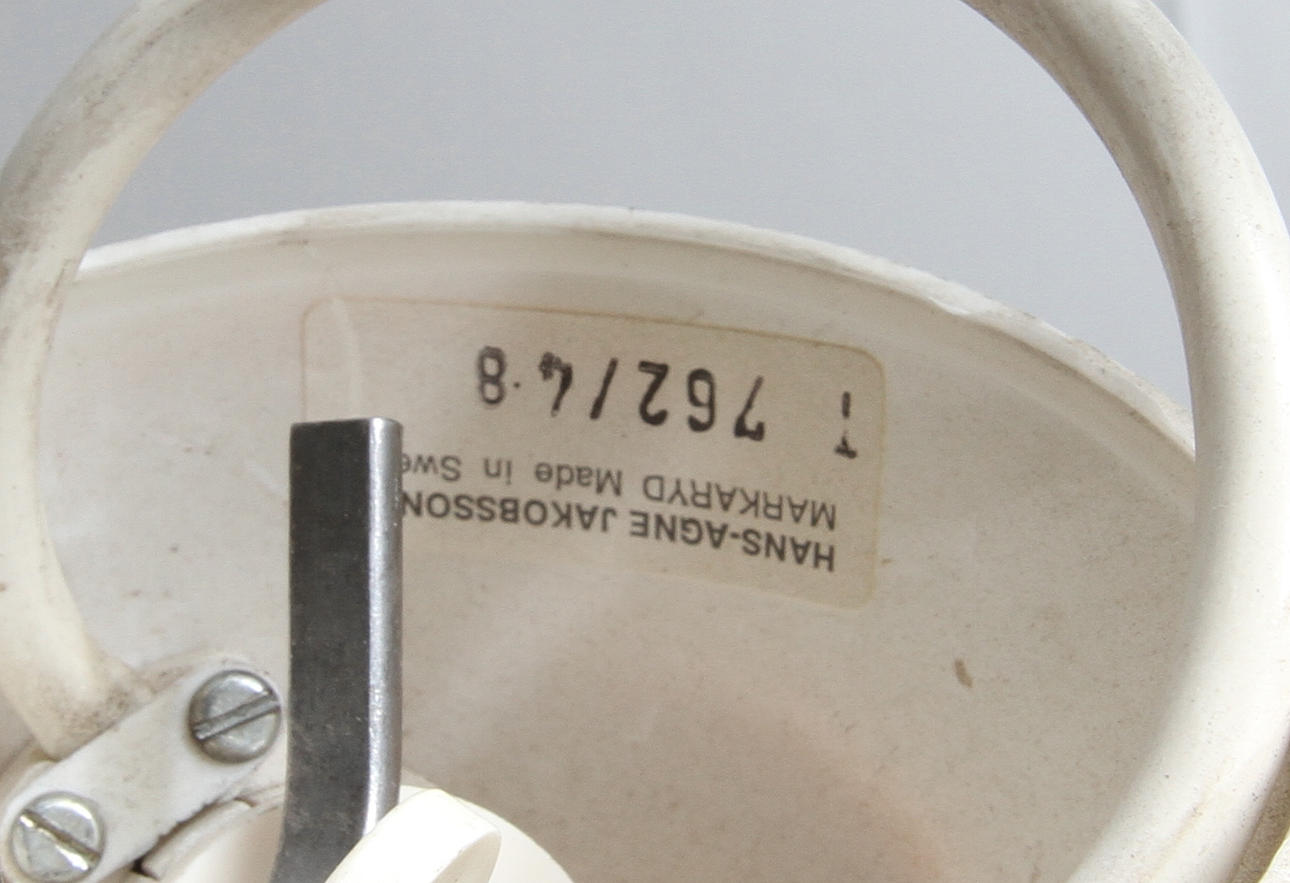 HANS-AGNE JAKOBSSON
MARKARYD Made in Swe
T 762/4.8